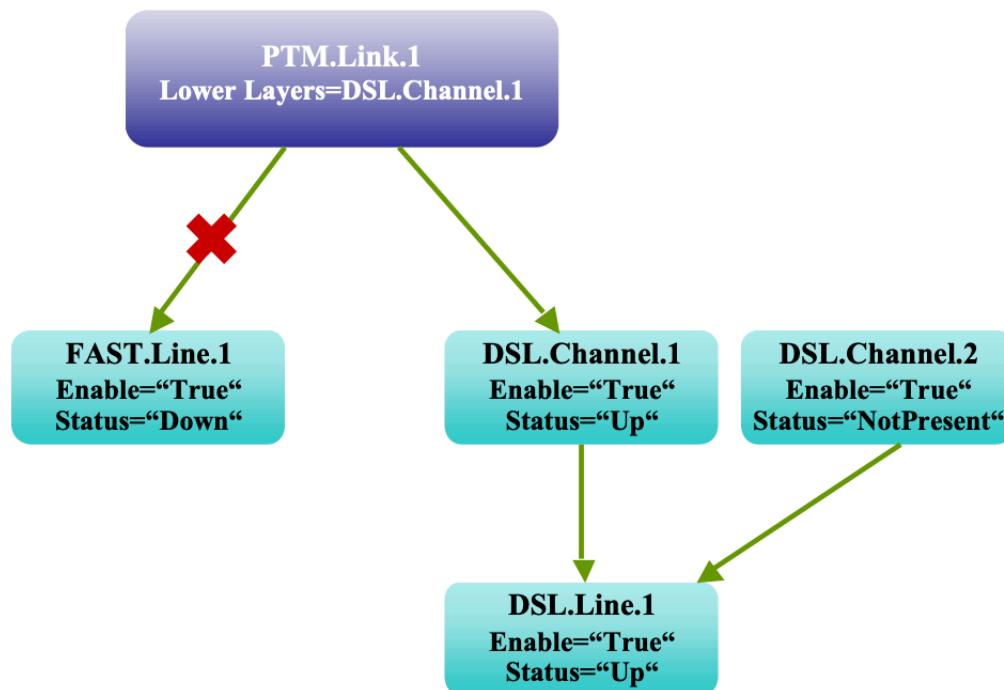 PTM.Link.1
Lower Layers=DSL.Channel.1
FAST.Line.1
Enable=“True“
Status=“Down“
DSL.Channel.1
Enable=“True“
Status=“Up“
DSL.Channel.2
Enable=“True“
Status=“NotPresent“
DSL.Line.1
Enable=“True“
Status=“Up“